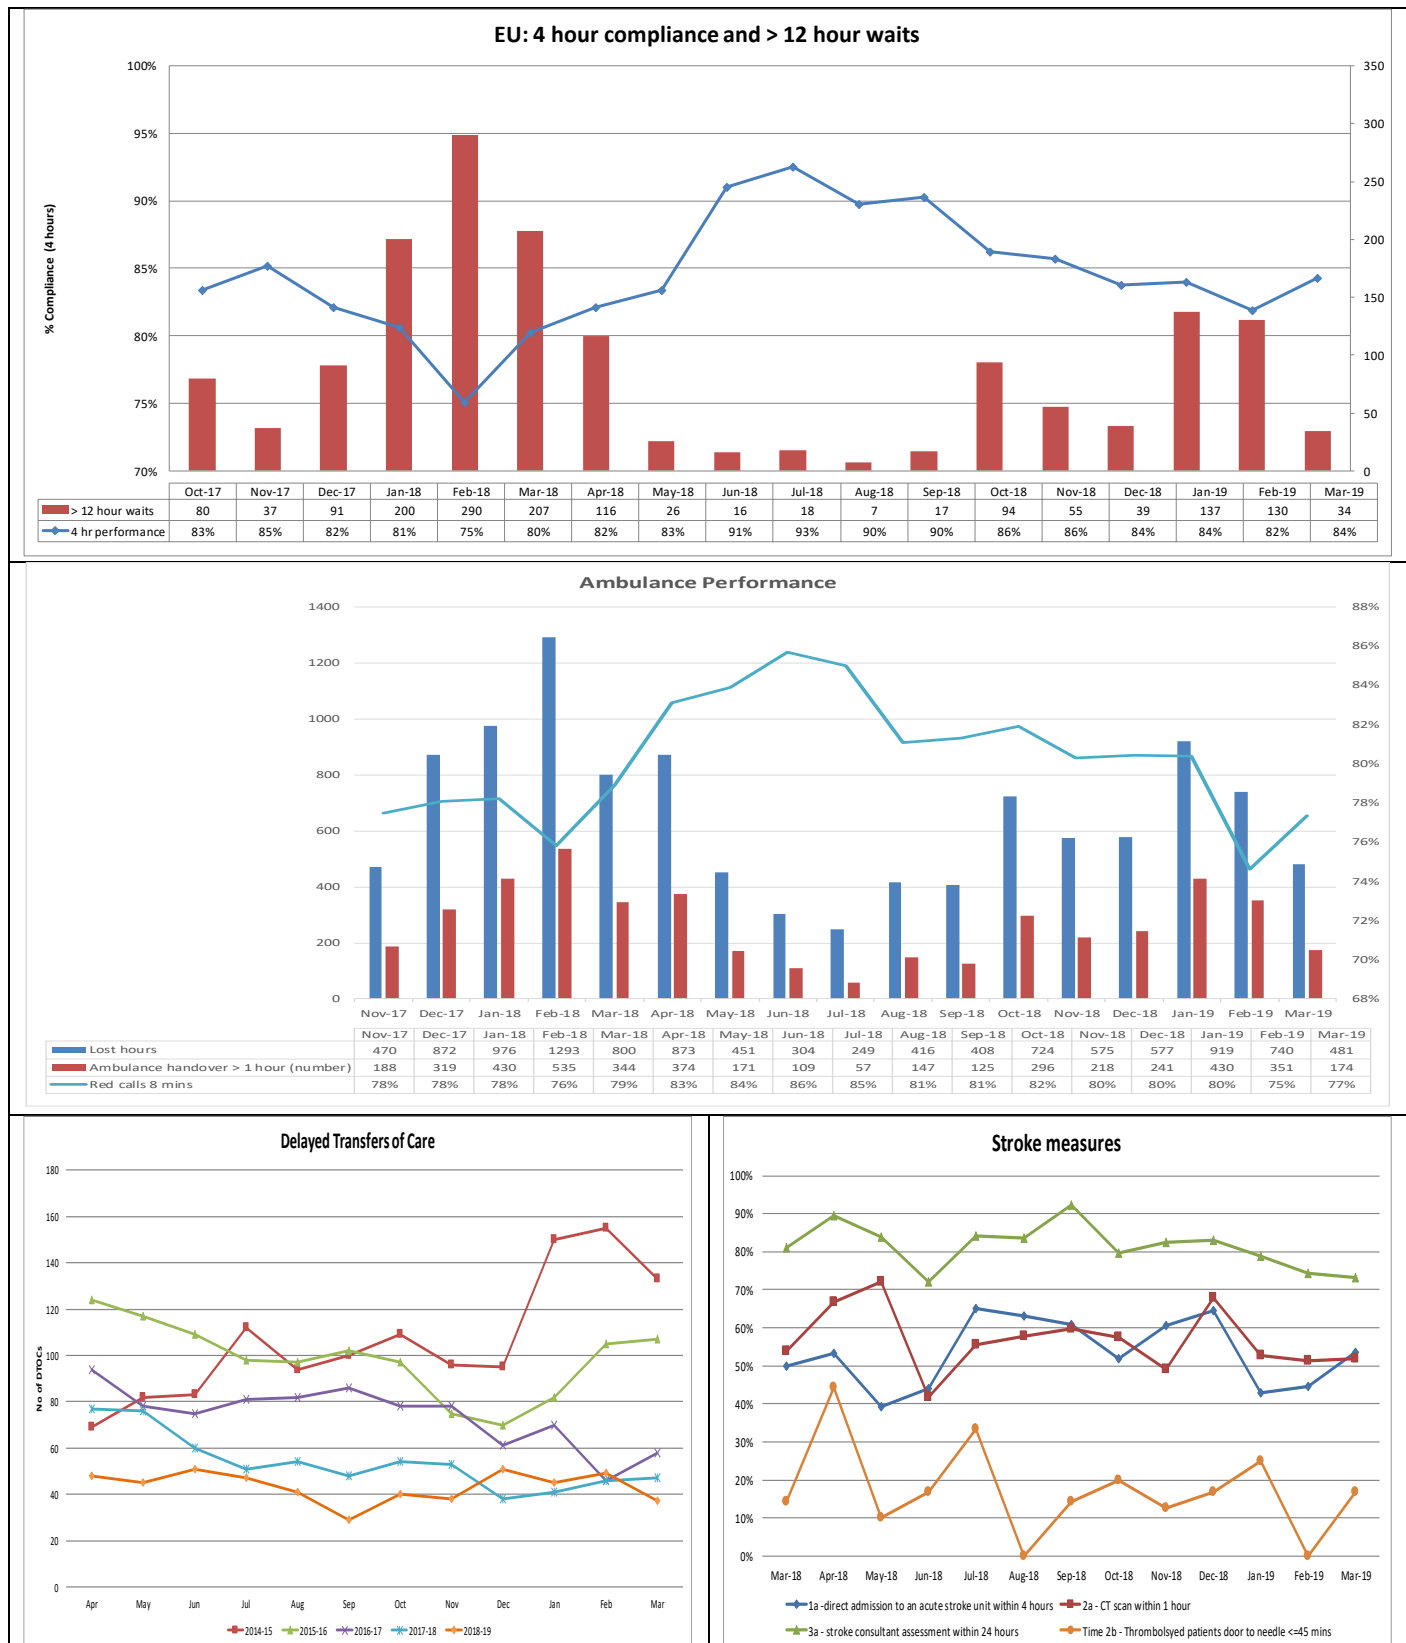 EU: 4 hour compliance and > 12 hour waits
100% 350
95% 300
90% 250
200
85%
150
80%
100
75% 50
70% 0
% Compliance (4 hours)
Oct-17 Nov-17 Dec-17 Jan-18 Feb-18 Mar-18 Apr-18 May-18 Jun-18 Jul-18 Aug-18 Sep-18 Oct-18 Nov-18 Dec-18 Jan-19 Feb-19 Mar-19
> 12 hour waits 80 37 91 200 290 207 116 26 16 18 7 17 94 55 39 137 130 34
4 hr performance 83% 85% 82% 81% 75% 80% 82% 83% 91% 93% 90% 90% 86% 86% 84% 84% 82% 84%
Ambulance Performance
1400 88%
86%
1200
84%
1000
82%
800 80%
78%
600
76%
400
74%
72%
200
70%
0 68%
Nov-17 Dec-17 Jan-18 Feb-18 Mar-18 Apr-18 May-18 Jun-18 Jul-18 Aug-18 Sep-18 Oct-18 Nov-18 Dec-18 Jan-19 Feb-19 Mar-19
Nov-17 Dec-17 Jan-18 Feb-18 Mar-18 Apr-18 May-18 Jun-18 Jul-18 Aug-18 Sep-18 Oct-18 Nov-18 Dec-18 Jan-19 Feb-19 Mar-19
Lost hours 470 872 976 1293 800 873 451 304 249 416 408 724 575 577 919 740 481
Ambulance handover > 1 hour (number) 188 319 430 535 344 374 171 109 57 147 125 296 218 241 430 351 174
Red calls 8 mins 78% 78% 78% 76% 79% 83% 84% 86% 85% 81% 81% 82% 80% 80% 80% 75% 77%
Delayed Transfers of Care
180
160
140
120
100
80
60
40
20
0
No of DTOCs
Apr May Jun Jul Aug Sep Oct Nov Dec Jan Feb Mar
2014-15 2015-16 2016-17 2017-18 2018-19
Stroke measures
100%
90%
80%
70%
60%
50%
40%
30%
20%
10%
0%
Mar-18 Apr-18 May-18 Jun-18 Jul-18 Aug-18 Sep-18 Oct-18 Nov-18 Dec-18 Jan-19 Feb-19 Mar-19
1a -direct admission to an acute stroke unit within 4 hours 2a - CT scan within 1 hour
3a - stroke consultant assessment within 24 hours Time 2b - Thrombolsyed patients door to needle <=45 mins